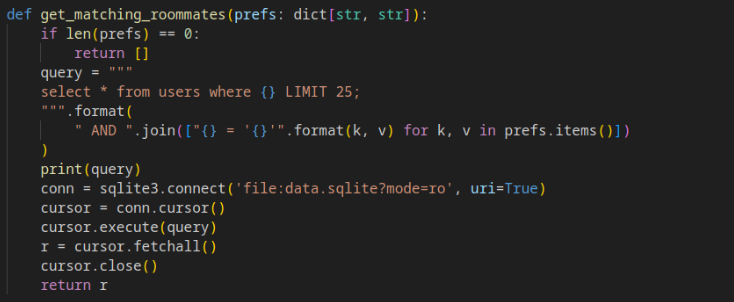 def get_matching_roommates(prefs: dict[str, str]):
    if len(prefs) == 0:
        return []
    query = """
    select * from users where {} LIMIT 25;
    """.format(
        " AND ".join(["{} = '{}'".format(k, v) for k, v in prefs.items()])
    )
    print(query)
    conn = sqlite3.connect('file:data.sqlite?mode=ro', uri=True)
    cursor = conn.cursor()
    cursor.execute(query)
    r = cursor.fetchall()
    cursor.close()
    return r